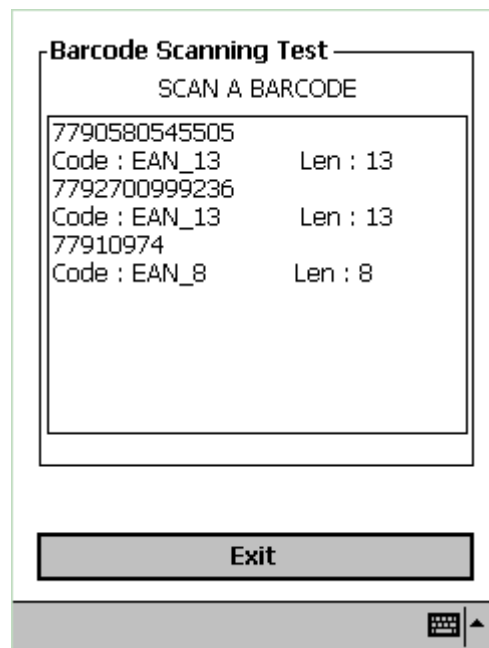 Barcode Scanning Test
SCAN A BARCODE
7790580545505
Code : EAN_13 Len : 13
7792700999236
Code : EAN_13 Len : 13
77910974
Code : EAN_8 Len : 8
Exit